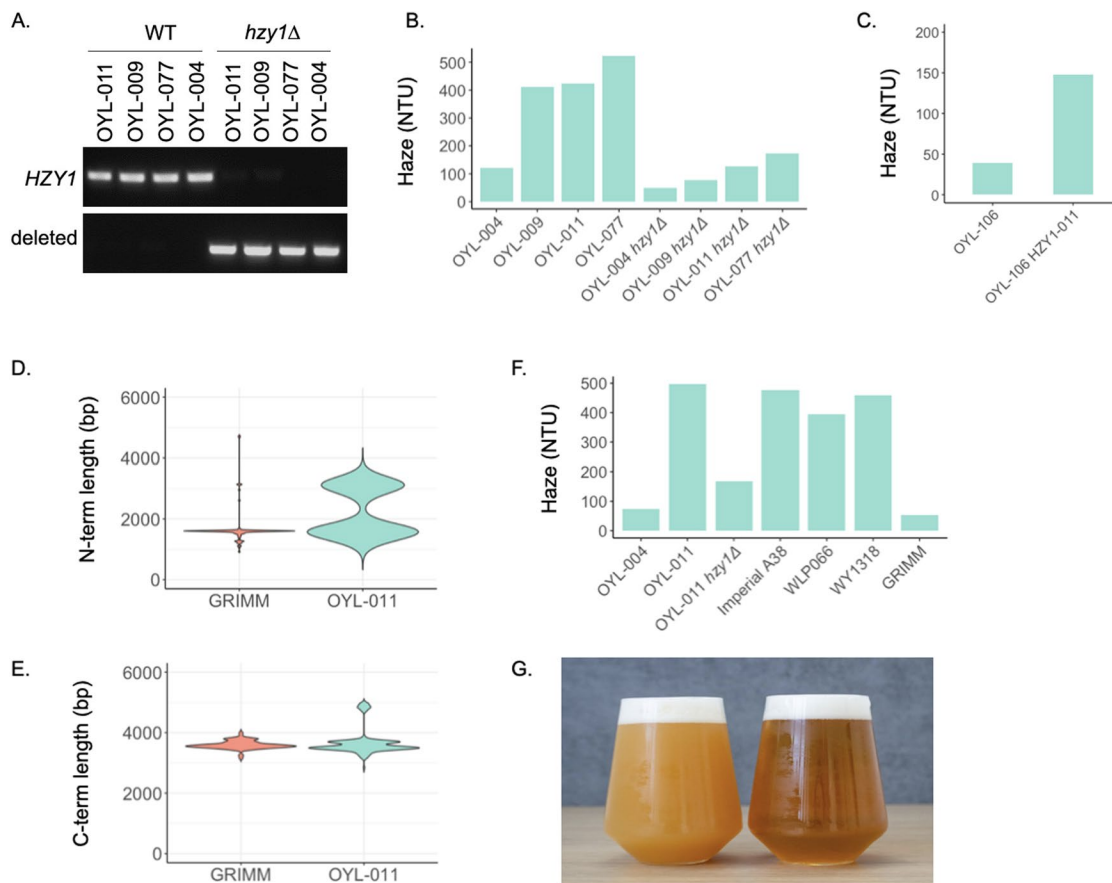 A.
WT hzy1Δ
OYL-011 OYL-009 OYL-077 OYL-004 OYL-011 OYL-009 OYL-077 OYL-004
HZY1
deleted
B.
Haze (NTU)
500
400
300
200
100
0
OYL-004 OYL-009 OYL-011 OYL-077 OYL-004 hzy1Δ OYL-009 hzy1Δ OYL-011 hzy1Δ OYL-077 hzy1Δ
C.
Haze (NTU)
200
150
100
50
0
OYL-106 OYL-106 HZY1-011
D.
N-term length (bp)
6000
4000
2000
0
GRIMM OYL-011
E.
C-term length (bp)
6000
4000
2000
0
GRIMM OYL-011
F.
Haze (NTU)
500
400
300
200
100
0
OYL-004 OYL-011 OYL-011 hzy1Δ Imperial A38 WLP066 WY1318 GRIMM
G.